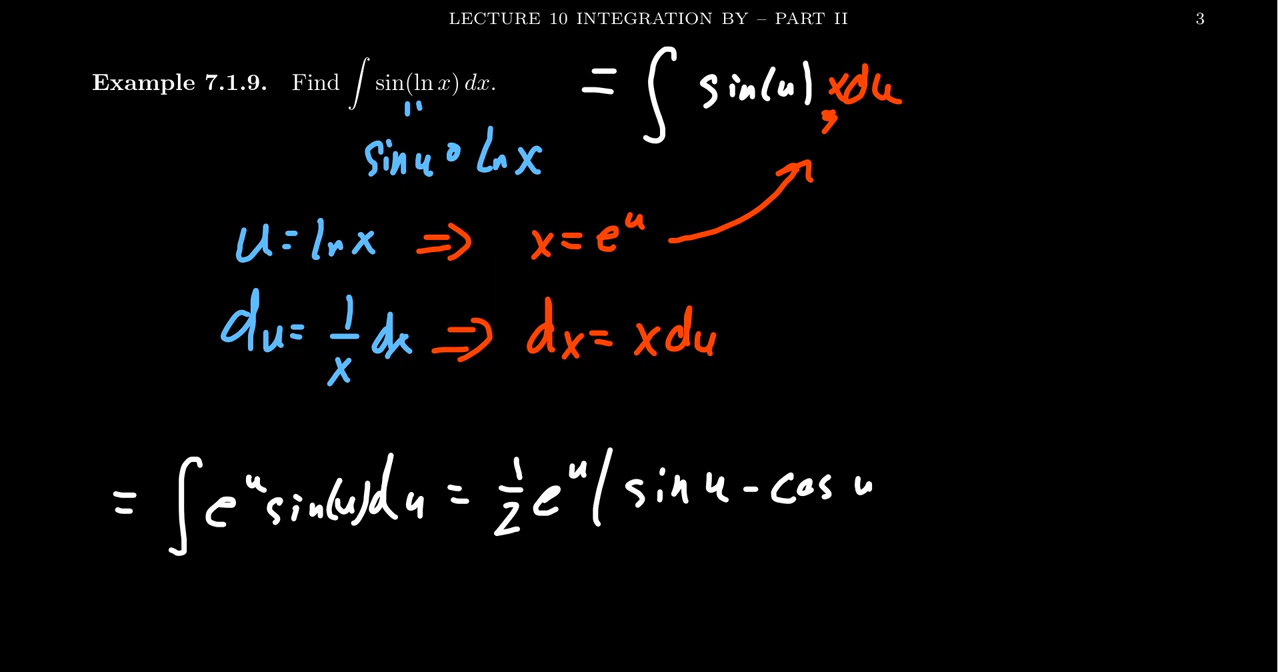 LECTURE 10 INTEGRATION BY – PART II 3
Example 7.1.9. Find ∫ sin(ln x) dx. = ∫ sin(u) xdu
sin u ∘ ln x
u = ln x ⇒ x = e^u
du = 1/x dx ⇒ dx = x du
= ∫ e^u sin(u) du = 1/2 e^u ( sin u - cos u